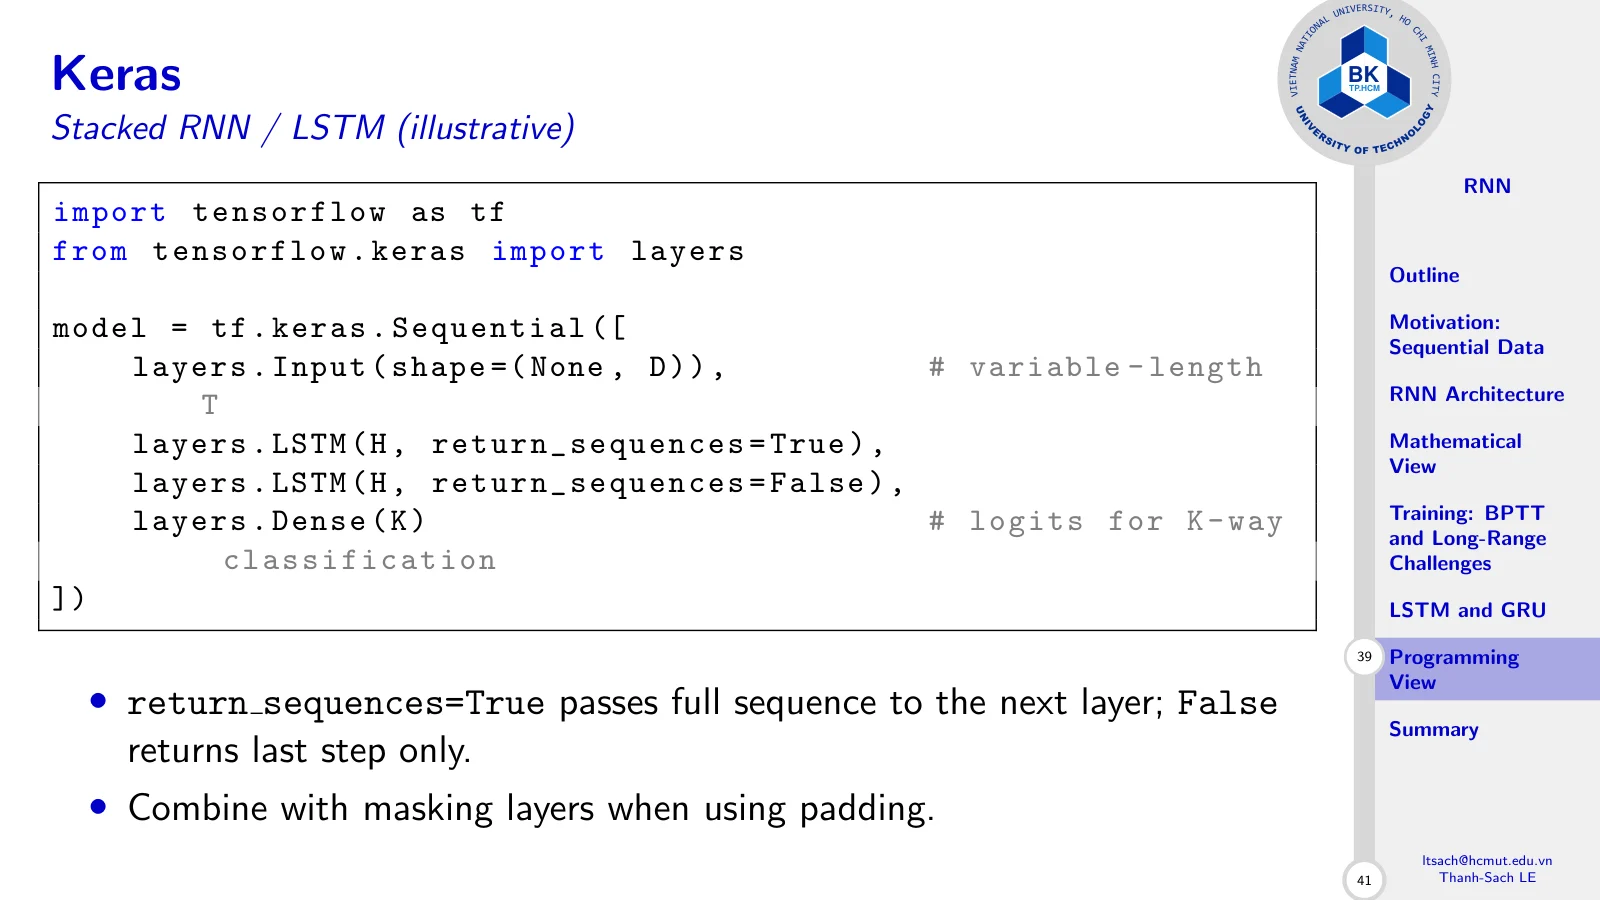 Keras
Stacked RNN / LSTM (illustrative)
import tensorflow as tf
from tensorflow.keras import layers
model = tf.keras.Sequential([
    layers.Input(shape=(None, D)),          # variable-length
        T
    layers.LSTM(H, return_sequences=True),
    layers.LSTM(H, return_sequences=False),
    layers.Dense(K)                         # logits for K-way
        classification
])
• return_sequences=True passes full sequence to the next layer; False
returns last step only.
• Combine with masking layers when using padding.
VIETNAM NATIONAL UNIVERSITY, HO CHI MINH CITY
BK
TP.HCM
UNIVERSITY OF TECHNOLOGY
RNN
Outline
Motivation:
Sequential Data
RNN Architecture
Mathematical
View
Training: BPTT
and Long-Range
Challenges
LSTM and GRU
39
Programming
View
Summary
ltsach@hcmut.edu.vn
Thanh-Sach LE
41